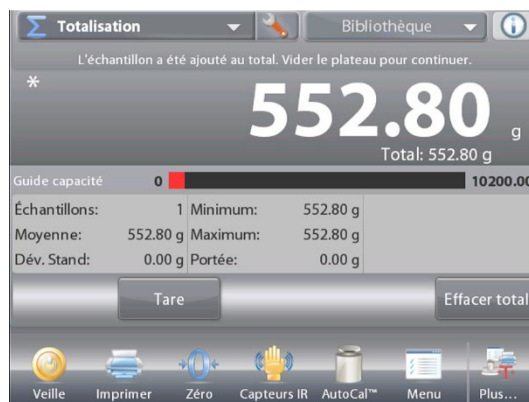 Σ Totalisation Bibliothèque
L'échantillon a été ajouté au total. Vider le plateau pour continuer.
*
552.80 g
Total: 552.80 g
Guide capacité 0 10200.00
Échantillons: 1 Minimum: 552.80 g
Moyenne: 552.80 g Maximum: 552.80 g
Dév. Stand: 0.00 g Portée: 0.00 g
Tare Effacer total
Veille Imprimer Zéro Capteurs IR AutoCal™ Menu Plus...